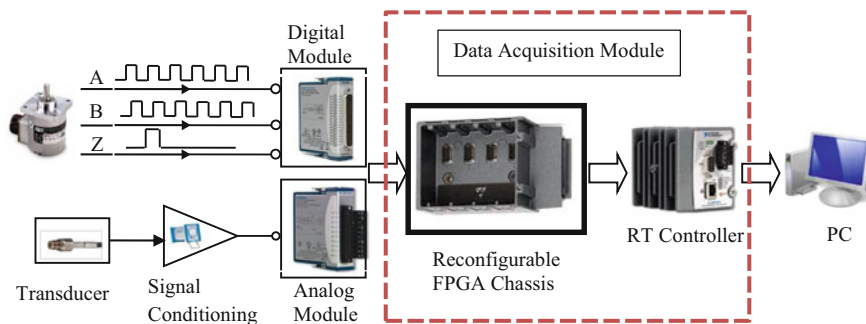 Digital
Module
Data Acquisition Module
A
B
Z
RT Controller
PC
Reconfigurable
FPGA Chassis
Transducer
Signal
Conditioning
Analog
Module